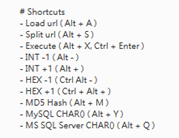 # Shortcuts
- Load url ( Alt + A )
- Split url ( Alt + S )
- Execute ( Alt + X, Ctrl + Enter )
- INT -1 ( Alt - )
- INT +1 ( Alt + )
- HEX -1 ( Ctrl Alt - )
- HEX +1 ( Ctrl + Alt + )
- MD5 Hash ( Alt + M )
- MySQL CHAR() ( Alt + Y )
- MS SQL Server CHAR() ( Alt + Q )